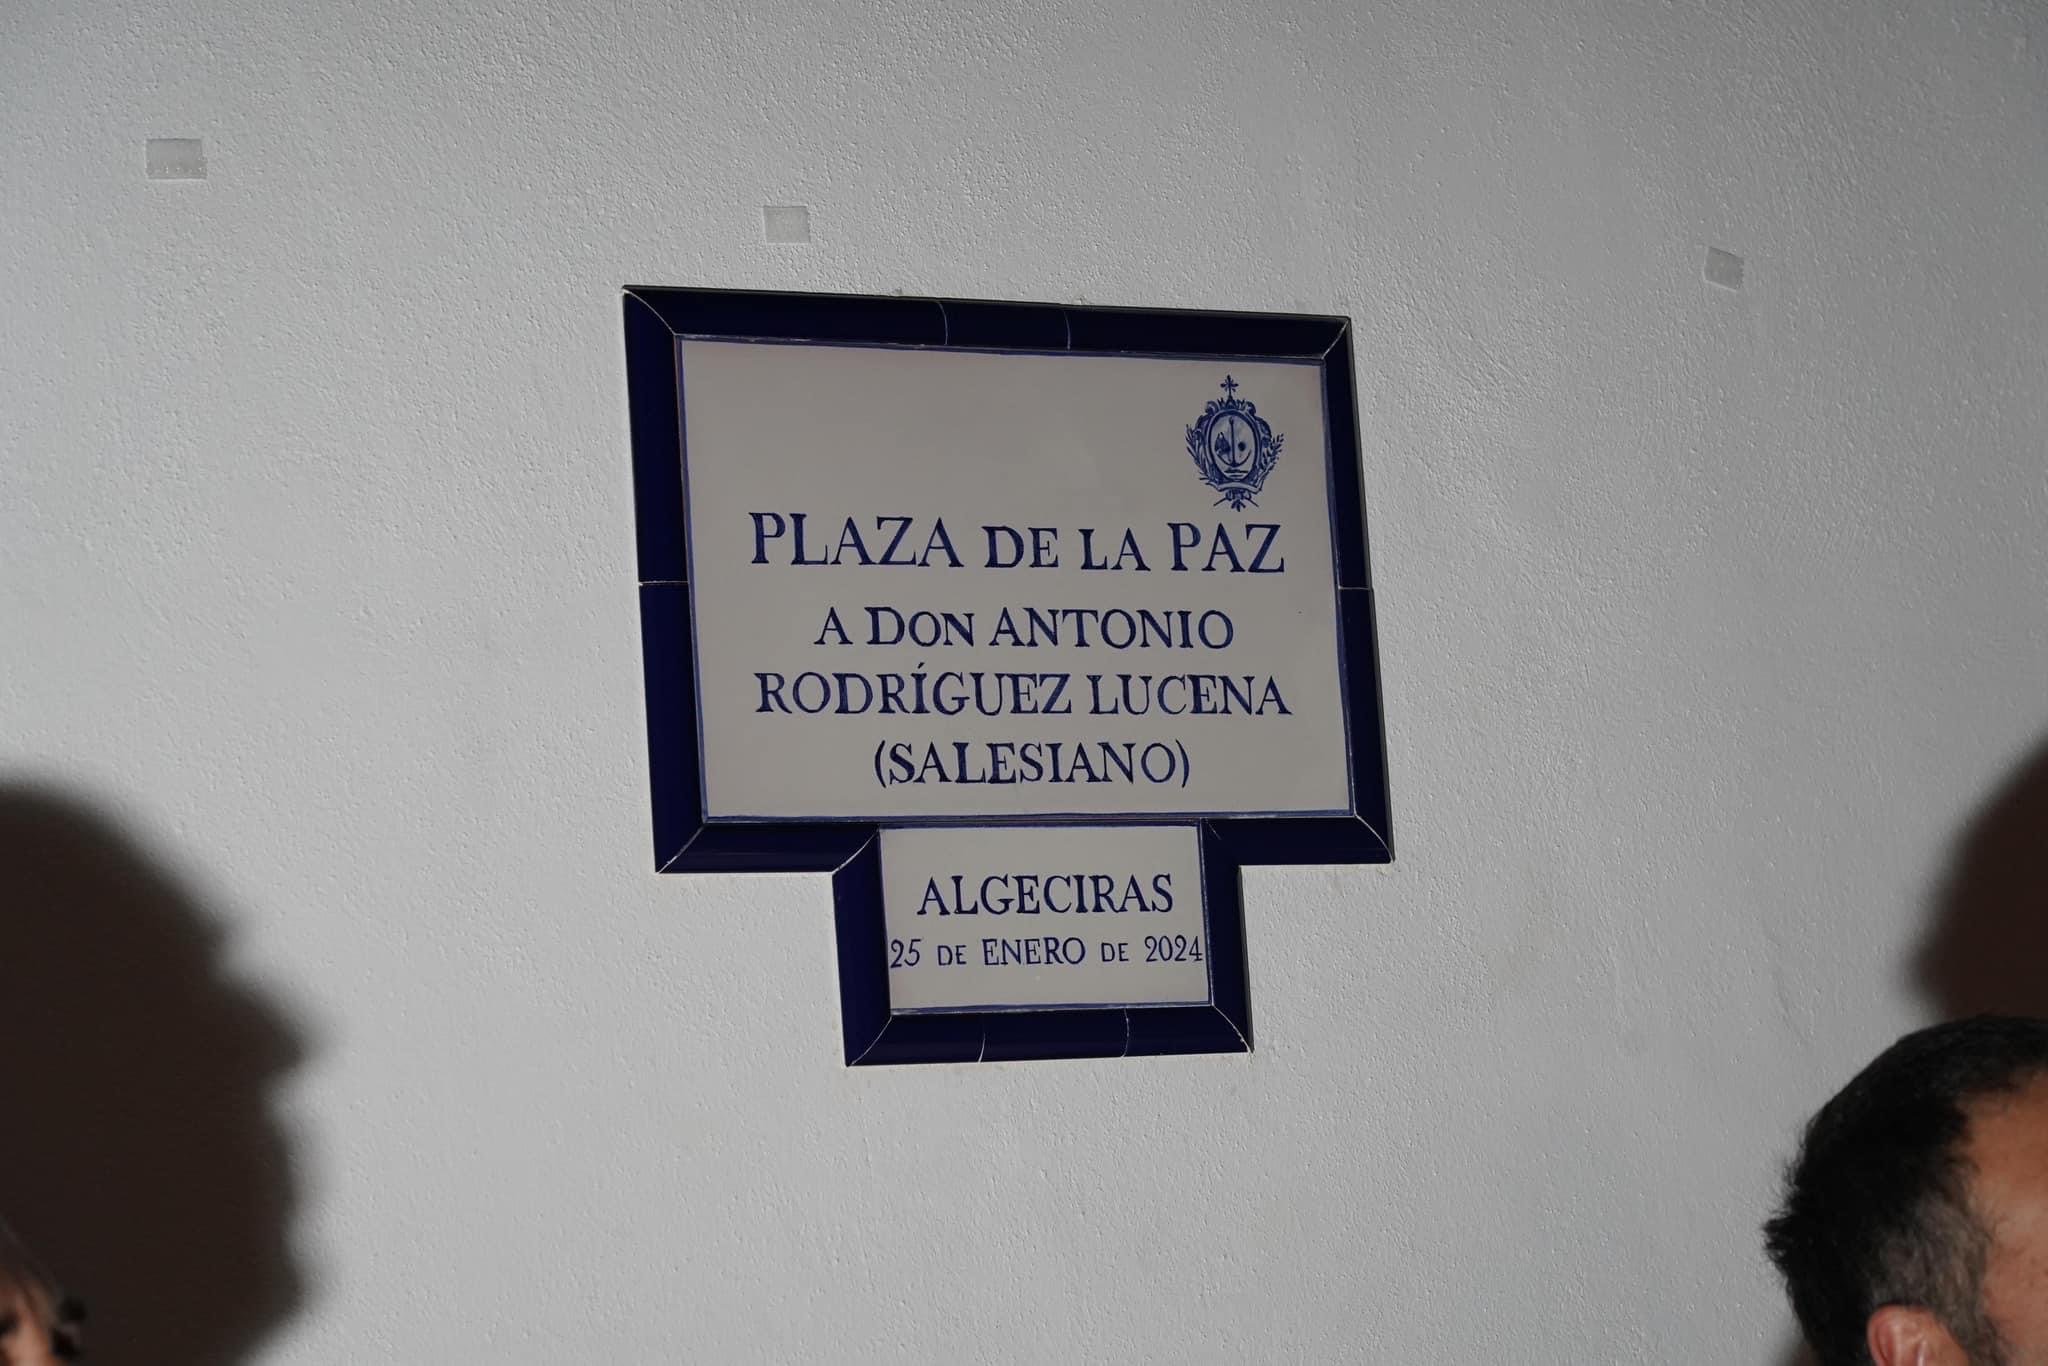 PLAZA DE LA PAZ
A DON ANTONIO
RODRÍGUEZ LUCENA
(SALESIANO)
ALGECIRAS
25 DE ENERO DE 2024